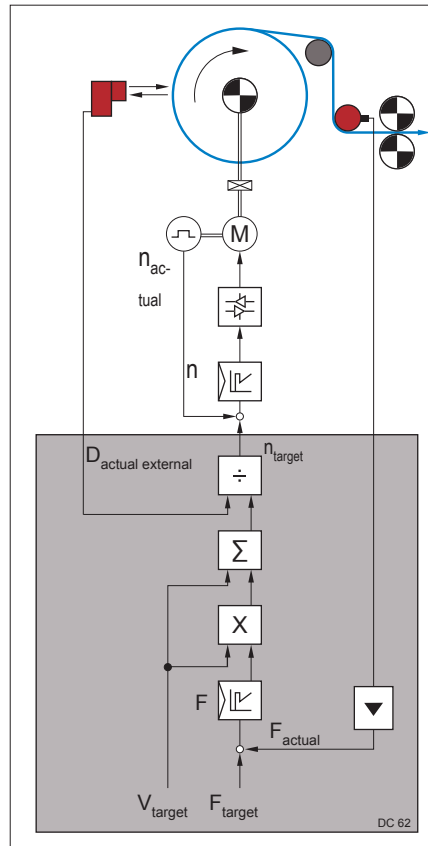 M
n ac-
tual
n
D actual external
n target
÷
Σ
X
F
F actual
V target
F target
DC 62